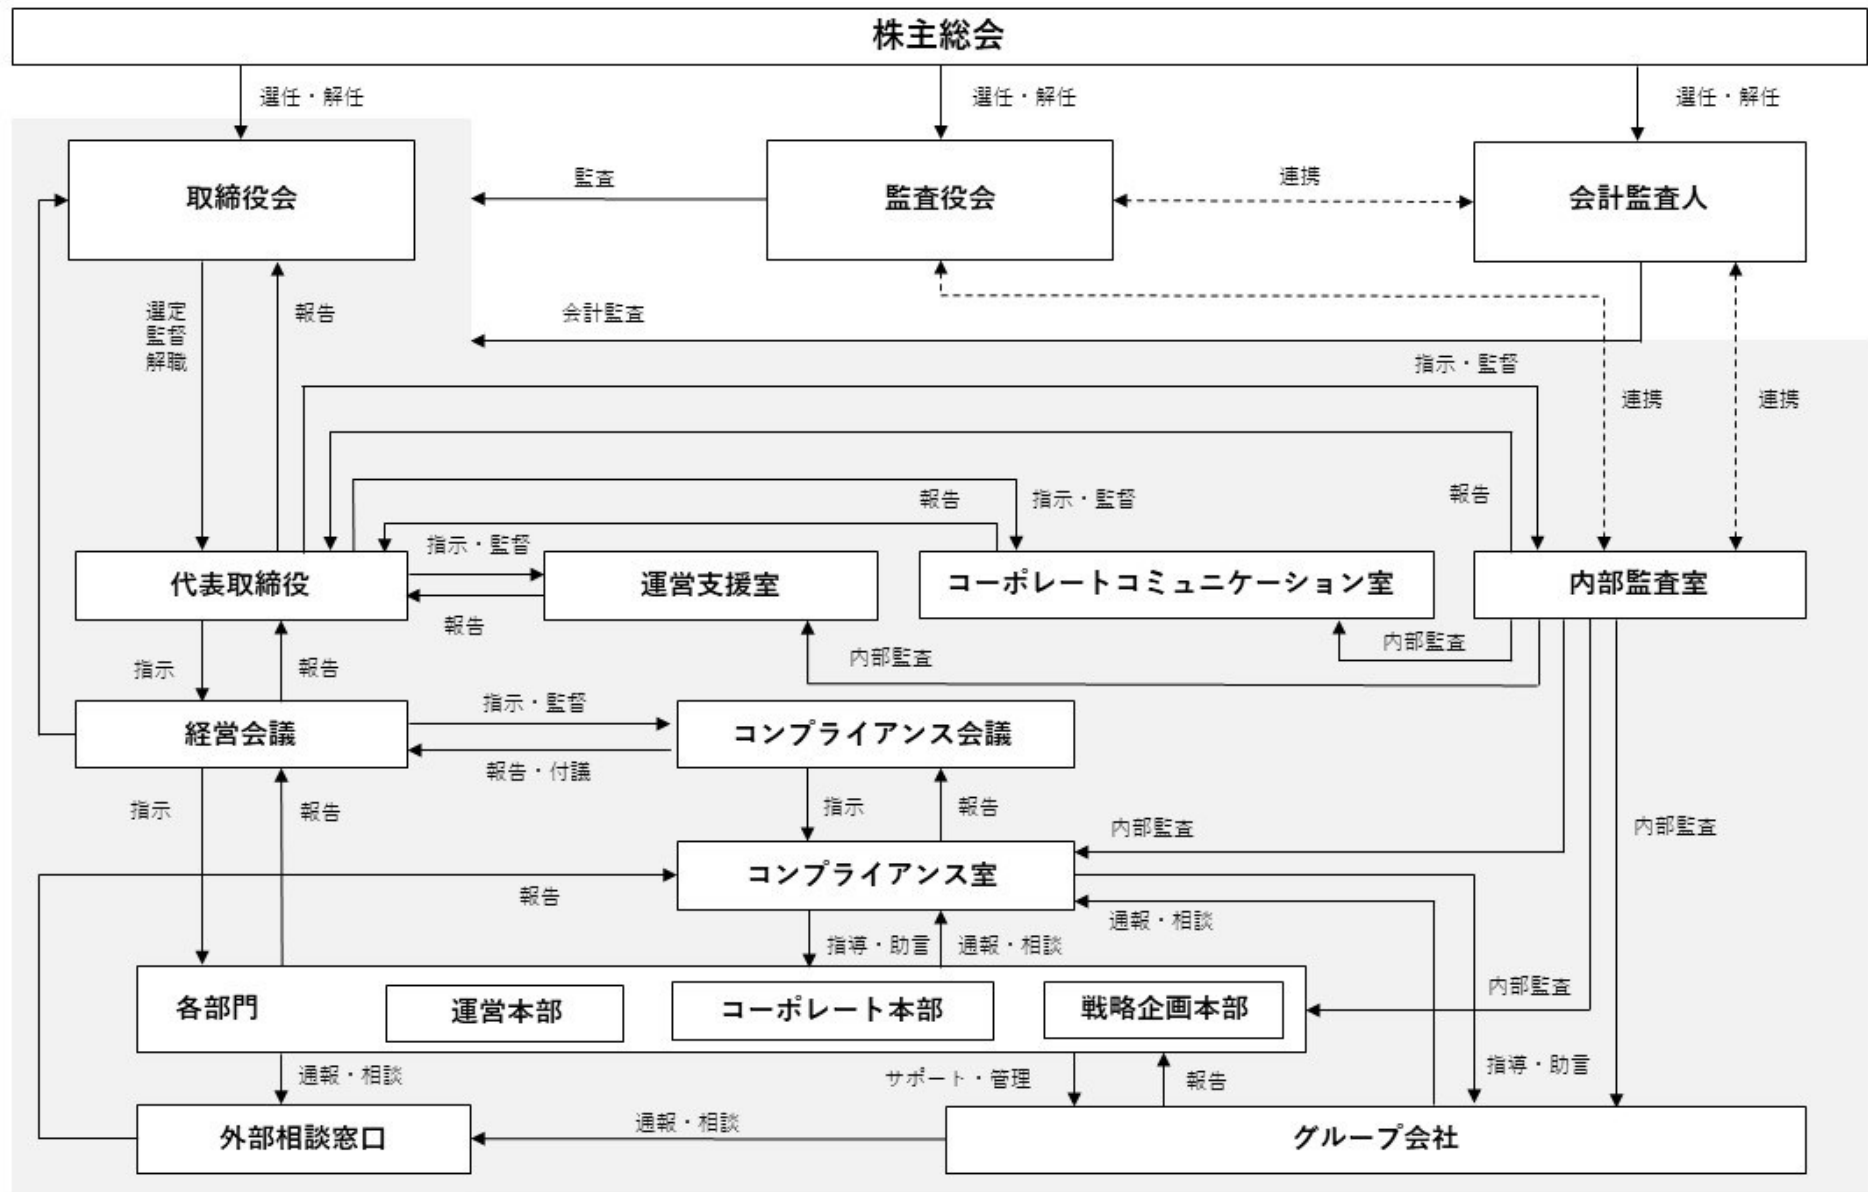 株主総会
選任・解任
選任・解任
選任・解任
取締役会
監査
監査役会
連携
会計監査人
選定
監督
解職
報告
会計監査
指示・監督
連携
連携
報告
指示・監督
報告
指示・監督
代表取締役
運営支援室
コーポレートコミュニケーション室
内部監査室
報告
内部監査
内部監査
指示
報告
指示・監督
経営会議
コンプライアンス会議
報告・付議
指示
報告
指示
報告
内部監査
内部監査
コンプライアンス室
報告
通報・相談
指導・助言
通報・相談
内部監査
各部門
運営本部
コーポレート本部
戦略企画本部
通報・相談
サポート・管理
報告
指導・助言
外部相談窓口
通報・相談
グループ会社